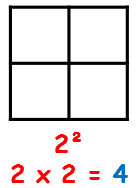 2²
2 x 2 = 4